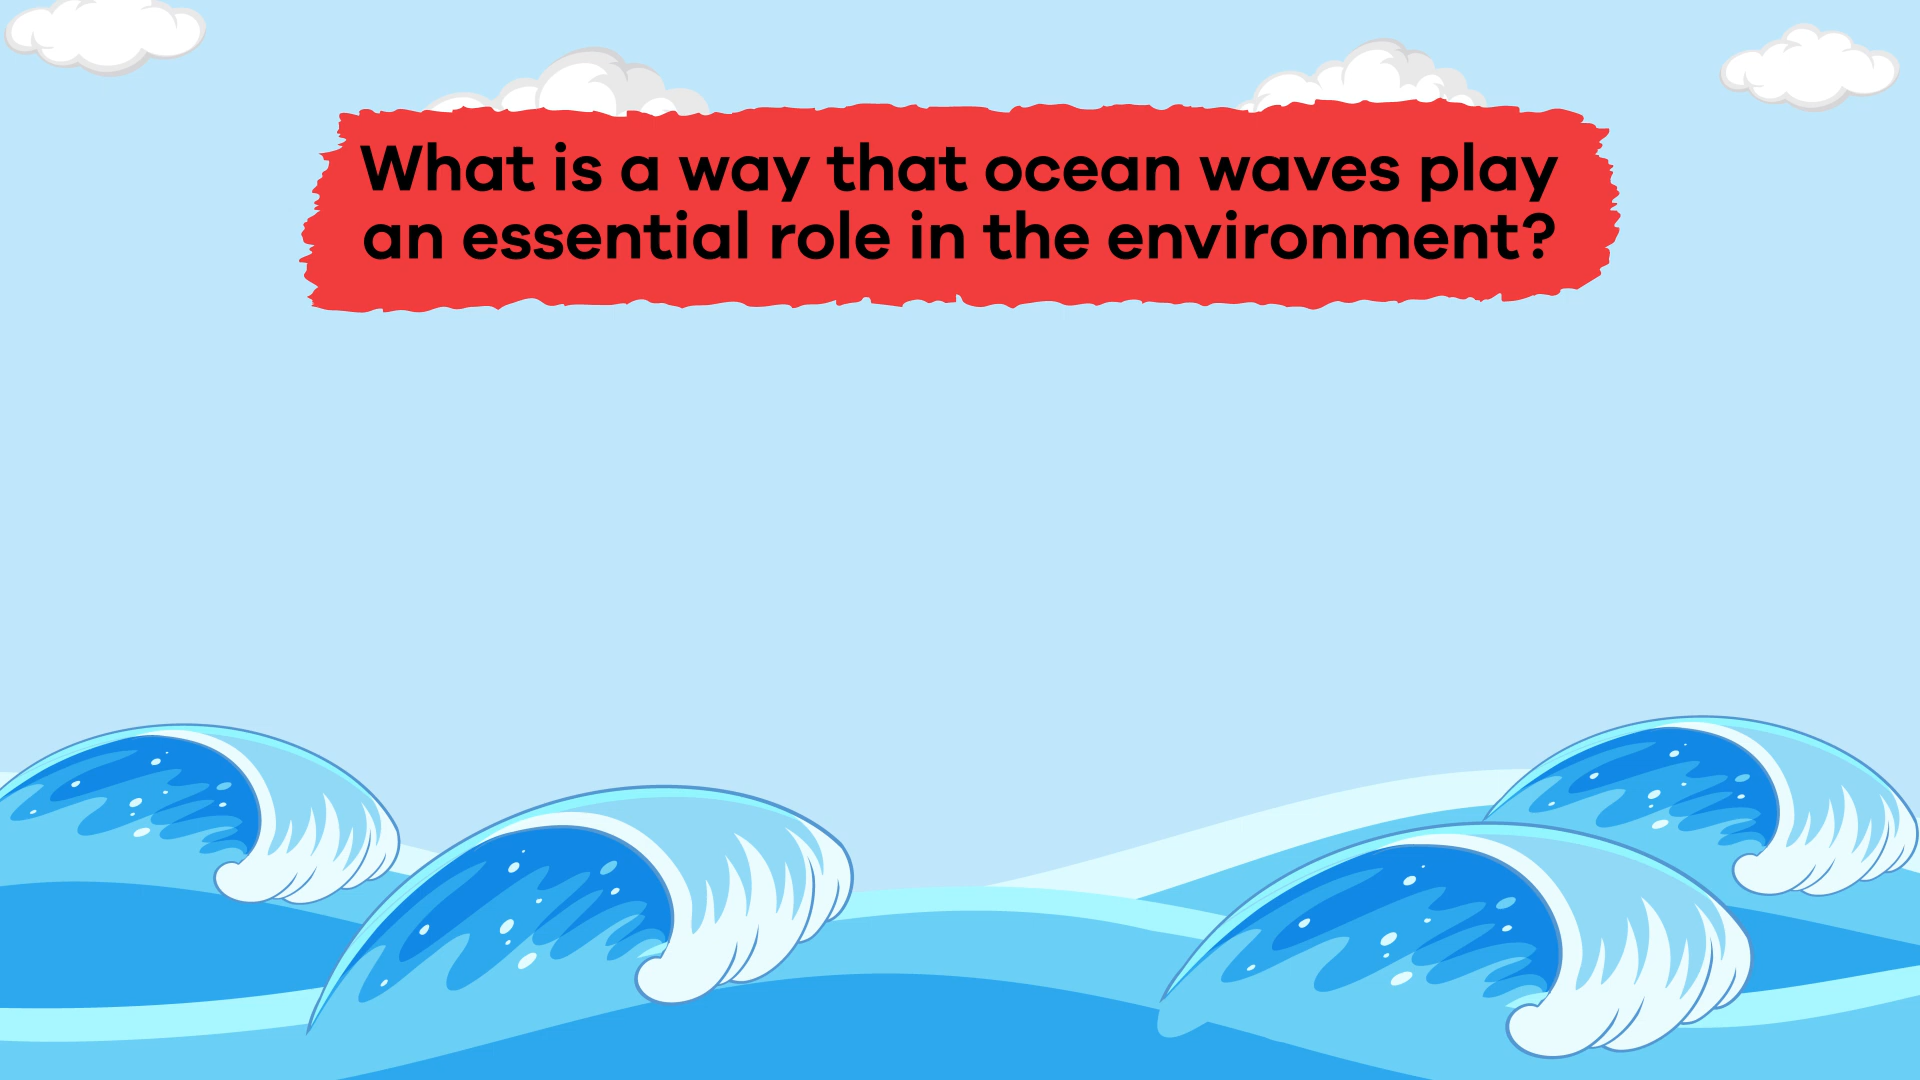 What is a way that ocean waves play
an essential role in the environment?